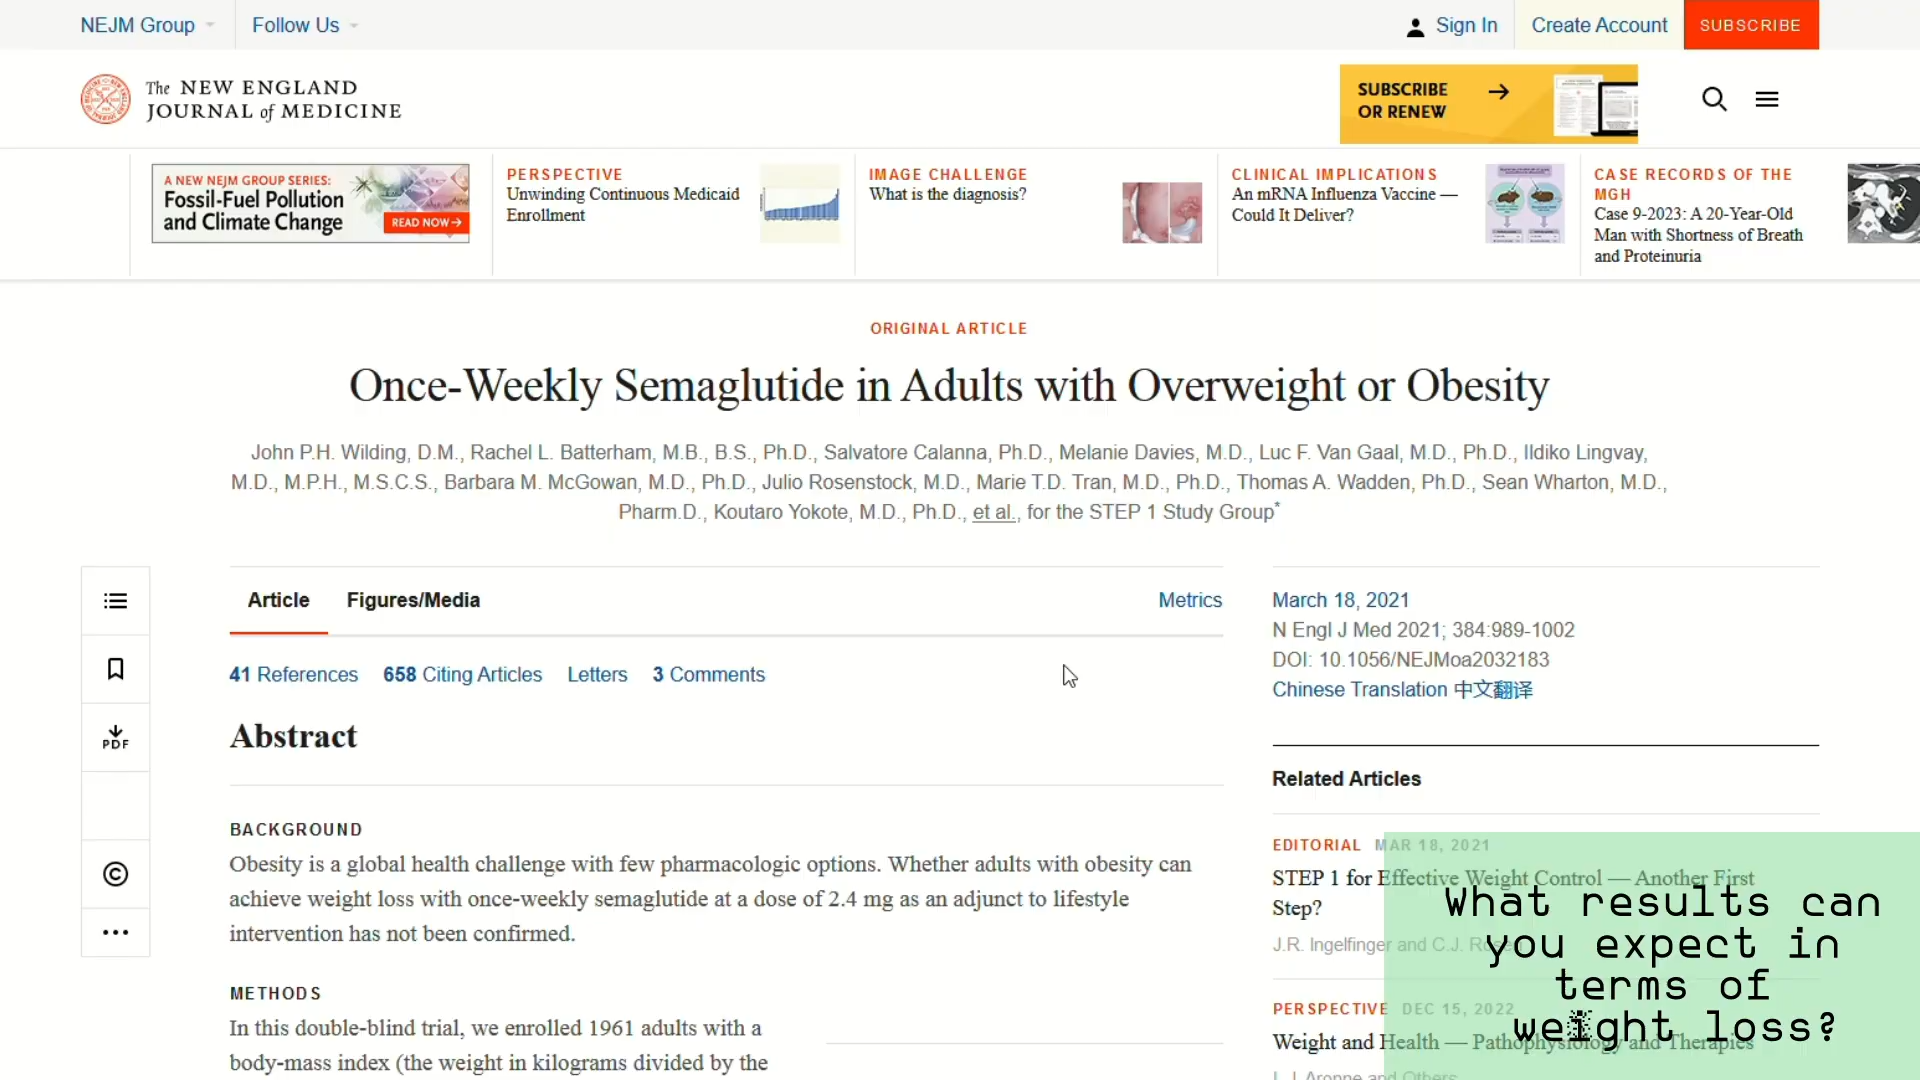 NEJM Group
Follow Us
Sign In
Create Account
SUBSCRIBE
The NEW ENGLAND
JOURNAL of MEDICINE
SUBSCRIBE
OR RENEW
A NEW NEJM GROUP SERIES:
Fossil-Fuel Pollution
and Climate Change
READ NOW
PERSPECTIVE
Unwinding Continuous Medicaid
Enrollment
IMAGE CHALLENGE
What is the diagnosis?
CLINICAL IMPLICATIONS
An mRNA Influenza Vaccine —
Could It Deliver?
CASE RECORDS OF THE
MGH
Case 9-2023: A 20-Year-Old
Man with Shortness of Breath
and Proteinuria
ORIGINAL ARTICLE
Once-Weekly Semaglutide in Adults with Overweight or Obesity
John P.H. Wilding, D.M., Rachel L. Batterham, M.B., B.S., Ph.D., Salvatore Calanna, Ph.D., Melanie Davies, M.D., Luc F. Van Gaal, M.D., Ph.D., Ildiko Lingvay,
M.D., M.P.H., M.S.C.S., Barbara M. McGowan, M.D., Ph.D., Julio Rosenstock, M.D., Marie T.D. Tran, M.D., Ph.D., Thomas A. Wadden, Ph.D., Sean Wharton, M.D.,
Pharm.D., Koutaro Yokote, M.D., Ph.D., et al., for the STEP 1 Study Group*
Article
Figures/Media
Metrics
41 References
658 Citing Articles
Letters
3 Comments
PDF
Abstract
BACKGROUND
Obesity is a global health challenge with few pharmacologic options. Whether adults with obesity can
achieve weight loss with once-weekly semaglutide at a dose of 2.4 mg as an adjunct to lifestyle
intervention has not been confirmed.
METHODS
In this double-blind trial, we enrolled 1961 adults with a
body-mass index (the weight in kilograms divided by the
March 18, 2021
N Engl J Med 2021; 384:989-1002
DOI: 10.1056/NEJMoa2032183
Chinese Translation 中文翻译
Related Articles
EDITORIAL MAR 18, 2021
STEP 1 for Effective Weight Control — Another First
Step?
J.R. Ingelfinger and C.J.
PERSPECTIVE DEC 15, 2022
Weight and Health — Pathophysiology and Therapies
L.J. Aronne and Others
What results can
you expect in
terms of
weight loss?